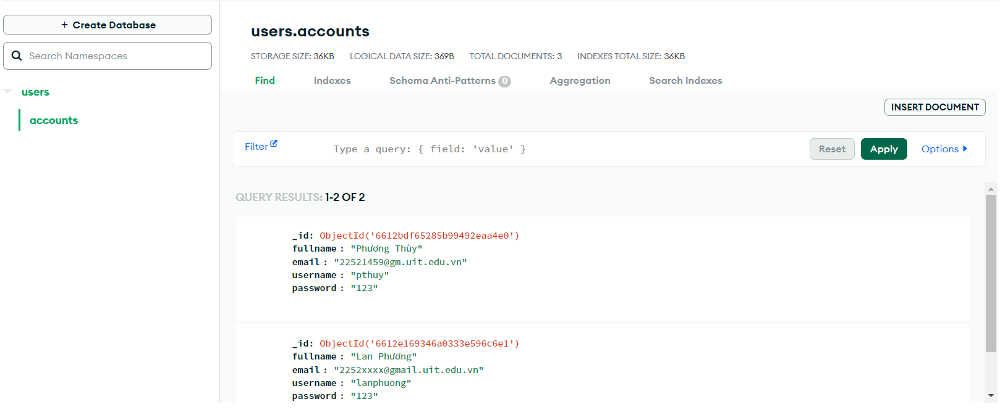 + Create Database
Search Namespaces
users
accounts
users.accounts
STORAGE SIZE: 36KB LOGICAL DATA SIZE: 369B TOTAL DOCUMENTS: 3 INDEXES TOTAL SIZE: 36KB
Find Indexes Schema Anti-Patterns 0 Aggregation Search Indexes
INSERT DOCUMENT
Filter Type a query: { field: 'value' } Reset Apply Options
QUERY RESULTS: 1-2 OF 2
_id: ObjectId('6612bdf65285b99492eaa4e0')
fullname : "Phương Thùy"
email : "22521459@gm.uit.edu.vn"
username : "pthuy"
password : "123"
_id: ObjectId('6612e169346a0333e596c6e1')
fullname : "Lan Phương"
email : "2252xxxx@gmail.uit.edu.vn"
username : "lanphuong"
password : "123"